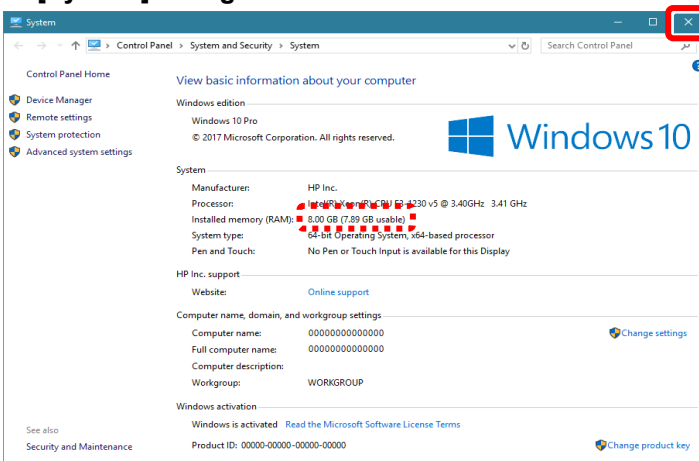 System
Control Panel > System and Security > System
Search Control Panel
Control Panel Home
View basic information about your computer
Device Manager
Remote settings
System protection
Advanced system settings
Windows edition
Windows 10 Pro
© 2017 Microsoft Corporation. All rights reserved.
Windows 10
System
Manufacturer: HP Inc.
Processor: Intel(R) Xeon(R) CPU E3-1230 v5 @ 3.40GHz 3.41 GHz
Installed memory (RAM): 8.00 GB (7.89 GB usable)
System type: 64-bit Operating System, x64-based processor
Pen and Touch: No Pen or Touch Input is available for this Display
HP Inc. support
Website: Online support
Computer name, domain, and workgroup settings
Computer name: 00000000000000
Change settings
Full computer name: 00000000000000
Computer description:
Workgroup: WORKGROUP
Windows activation
Windows is activated Read the Microsoft Software License Terms
Product ID: 00000-00000-00000-00000
Change product key
See also
Security and Maintenance